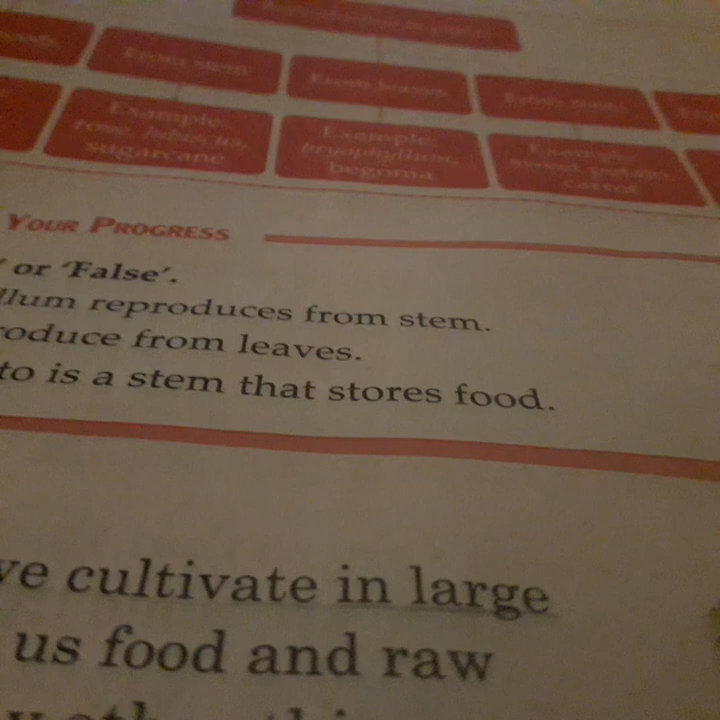 From stem
From leaves
From roots
Example:
rose, hibiscus,
sugarcane
Example:
bryophyllum,
begonia
Example:
sweet potato,
carrot
YOUR PROGRESS
or 'False'.
llum reproduces from stem.
roduce from leaves.
to is a stem that stores food.
ve cultivate in large
us food and raw